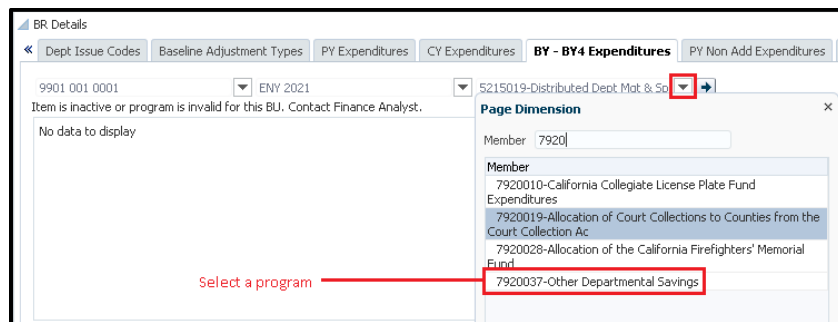 BR Details
« Dept Issue Codes Baseline Adjustment Types PY Expenditures CY Expenditures BY - BY4 Expenditures PY Non Add Expenditures
9901 001 0001 ENY 2021 5215019-Distributed Dept Mgt & Sp
Item is inactive or program is invalid for this BU. Contact Finance Analyst.
Page Dimension ×
No data to display
Member 7920
Member
7920010-California Collegiate License Plate Fund
Expenditures
7920019-Allocation of Court Collections to Counties from the
Court Collection Ac
7920028-Allocation of the California Firefighters' Memorial
Fund
Select a program
7920037-Other Departmental Savings